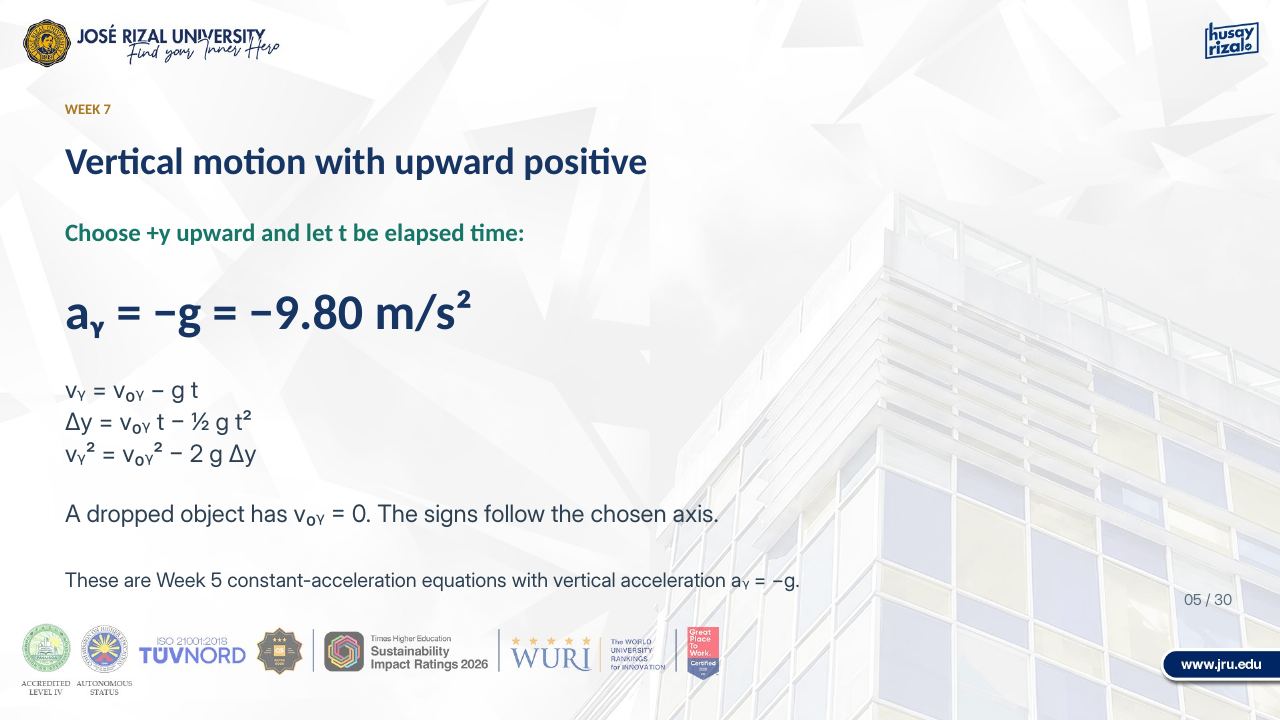 JOSÉ RIZAL UNIVERSITY
Find your Inner Hero
husay
rizal
WEEK 7
Vertical motion with upward positive
Choose +y upward and let t be elapsed time:
aᵧ = −g = −9.80 m/s²
vᵧ = v₀ᵧ − g t
Δy = v₀ᵧ t − ½ g t²
vᵧ² = v₀ᵧ² − 2 g Δy
A dropped object has v₀ᵧ = 0. The signs follow the chosen axis.
These are Week 5 constant-acceleration equations with vertical acceleration aᵧ = −g.
05 / 30
ACCREDITED
LEVEL IV
AUTONOMOUS
STATUS
ISO 21001:2018
TÜVNORD
Times Higher Education
Sustainability
Impact Ratings 2026
WURI
The WORLD
UNIVERSITY
RANKINGS
for INNOVATION
Great
Place
To
Work.
Certified
www.jru.edu